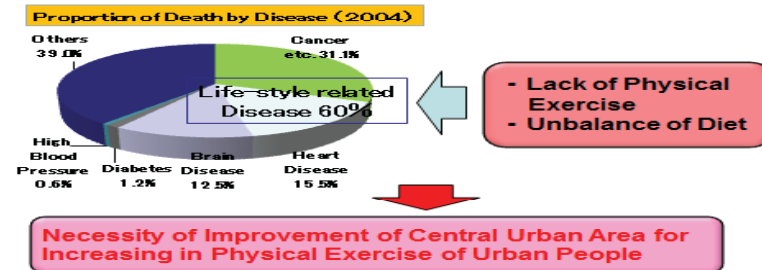 Proportion of Death by Disease (2004)
Others
39.0%
Cancer
etc.31.1%
Life-style related
Disease 60%
- Lack of Physical
Exercise
- Unbalance of Diet
High
Blood
Pressure
0.6%
Diabetes
1.2%
Brain
Disease
12.5%
Heart
Disease
15.5%
Necessity of Improvement of Central Urban Area for
Increasing in Physical Exercise of Urban People